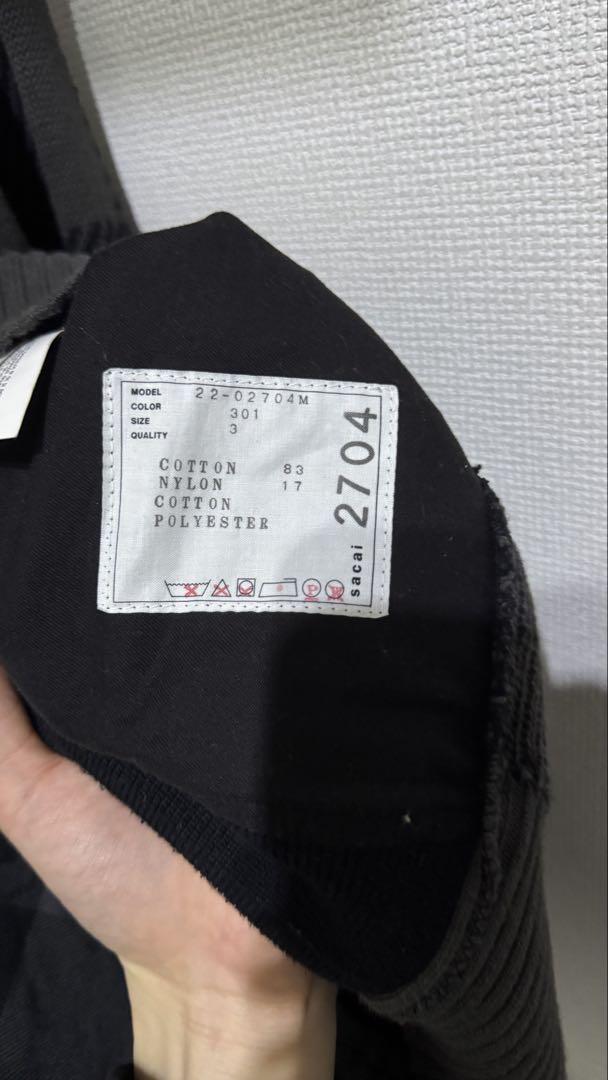 MODEL 22-02704M
COLOR 301
SIZE 3
QUALITY
COTTON 83
NYLON 17
COTTON
POLYESTER
P
W
sacai 2704